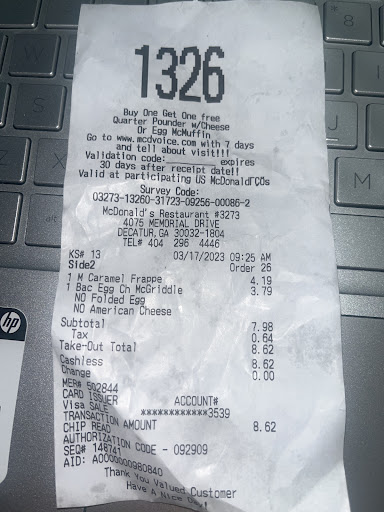 1326
Buy One Get One free
Quarter Pounder w/Cheese
Or Egg McMuffin
Go to www.mcdvoice.com with 7 days
and tell about visit!!!
Validation code:________ expires
30 days after receipt date!!
Valid at participating US McDonaldΓÇÖs
Survey Code:
03273-13260-31723-09256-00086-2
McDonald's Restaurant #3273
4075 MEMORIAL DRIVE
DECATUR,GA 30032-1804
TEL# 404 296 4446
KS# 13 03/17/2023 09:25 AM
Side2 Order 26
1 M Caramel Frappe 4.19
1 Bac Egg Ch McGriddle 3.79
NO Folded Egg
NO American Cheese
Subtotal 7.98
Tax 0.64
Take-Out Total 8.62
Cashless 8.62
Change 0.00
MER# 502844
CARD ISSUER ACCOUNT#
Visa SALE ************3539
TRANSACTION AMOUNT 8.62
CHIP READ
AUTHORIZATION CODE - 092909
SEQ# 148741
AID: A0000000980840
Thank You Valued Customer
Have A Nice Day!
hp
8